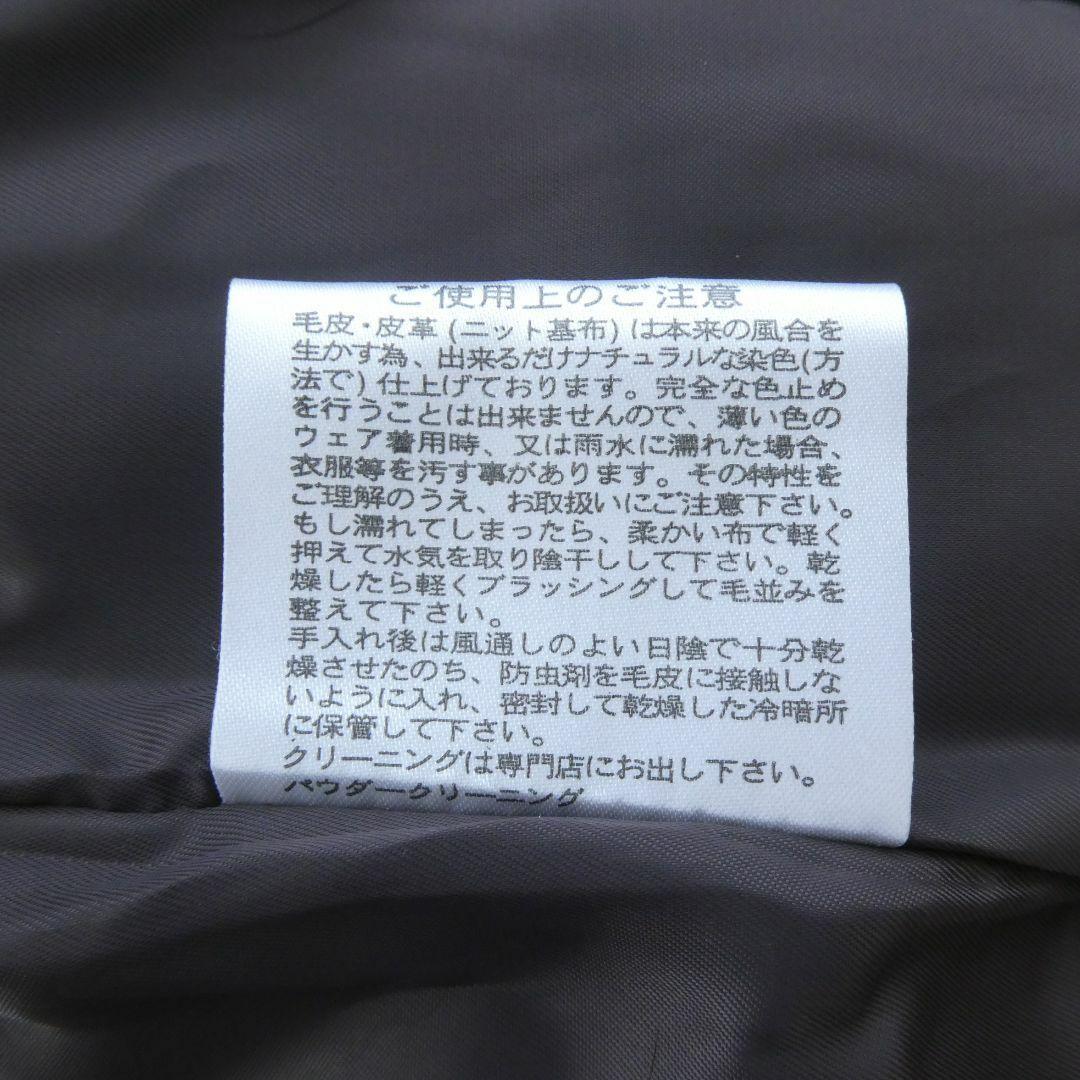 ご使用上のご注意
毛皮・皮革(ニット基布)は本来の風合を
生かす為、出来るだけナチュラルな染色(方
法で)仕上げております。完全な色止め
を行うことは出来ませんので、薄い色の
ウェア着用時、又は雨水に濡れた場合、
衣服等を汚す事があります。その特性を
ご理解のうえ、お取扱いにご注意下さい。
もし濡れてしまったら、柔かい布で軽く
押えて水気を取り陰干しして下さい。乾
燥したら軽くブラッシングして毛並みを
整えて下さい。
手入れ後は風通しのよい日陰で十分乾
燥させたのち、防虫剤を毛皮に接触しな
いように入れ、密封して乾燥した冷暗所
に保管して下さい。
クリーニングは専門店にお出し下さい。
パウダークリーニング